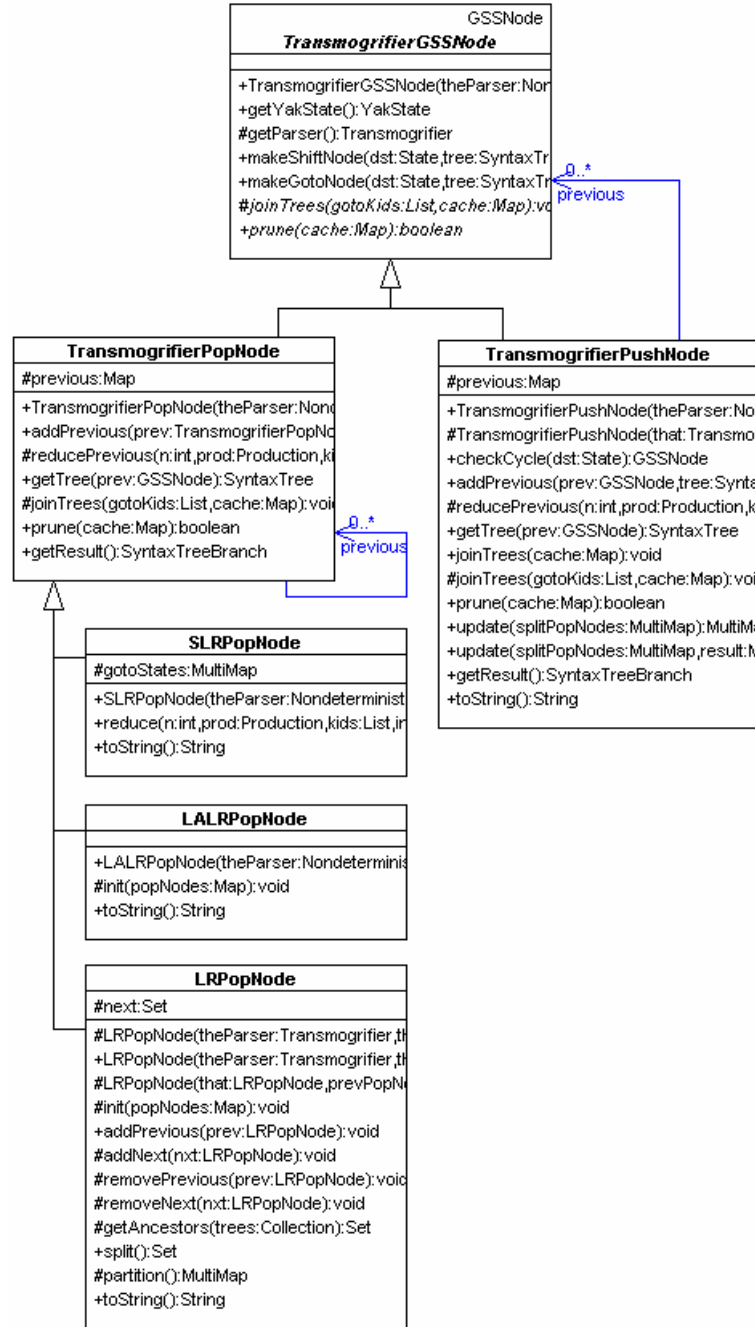 GSSNode
TransmogrifierGSSNode
+TransmogrifierGSSNode(theParser:Nor
+getYakState():YakState
#getParser():Transmogrifier
+makeShiftNode(dst:State,tree:SyntaxTr
+makeGotoNode(dst:State,tree:SyntaxTr
#joinTrees(gotoKids:List,cache:Map):vo
+prune(cache:Map):boolean
0..*
previous
TransmogrifierPopNode
#previous:Map
+TransmogrifierPopNode(theParser:Nond
+addPrevious(prev:TransmogrifierPopNo
#reducePrevious(n:int,prod:Production,ki
+getTree(prev:GSSNode):SyntaxTree
#joinTrees(gotoKids:List,cache:Map):voi
+prune(cache:Map):boolean
+getResult():SyntaxTreeBranch
0..*
previous
TransmogrifierPushNode
#previous:Map
+TransmogrifierPushNode(theParser:No
#TransmogrifierPushNode(that:Transmo
+checkCycle(dst:State):GSSNode
+addPrevious(prev:GSSNode,tree:Synta
#reducePrevious(n:int,prod:Production,k
+getTree(prev:GSSNode):SyntaxTree
+joinTrees(cache:Map):void
#joinTrees(gotoKids:List,cache:Map):voi
+prune(cache:Map):boolean
+update(splitPopNodes:MultiMap):MultiMa
+update(splitPopNodes:MultiMap,result:M
+getResult():SyntaxTreeBranch
+toString():String
SLRPopNode
#gotoStates:MultiMap
+SLRPopNode(theParser:Nondeterminist
+reduce(n:int,prod:Production,kids:List,in
+toString():String
LALRPopNode
+LALRPopNode(theParser:Nondeterminis
#init(popNodes:Map):void
+toString():String
LRPopNode
#next:Set
#LRPopNode(theParser:Transmogrifier,th
+LRPopNode(theParser:Transmogrifier,th
#LRPopNode(that:LRPopNode,prevPopN
#init(popNodes:Map):void
+addPrevious(prev:LRPopNode):void
#addNext(nxt:LRPopNode):void
#removePrevious(prev:LRPopNode):void
#removeNext(nxt:LRPopNode):void
#getAncestors(trees:Collection):Set
+split():Set
#partition():MultiMap
+toString():String